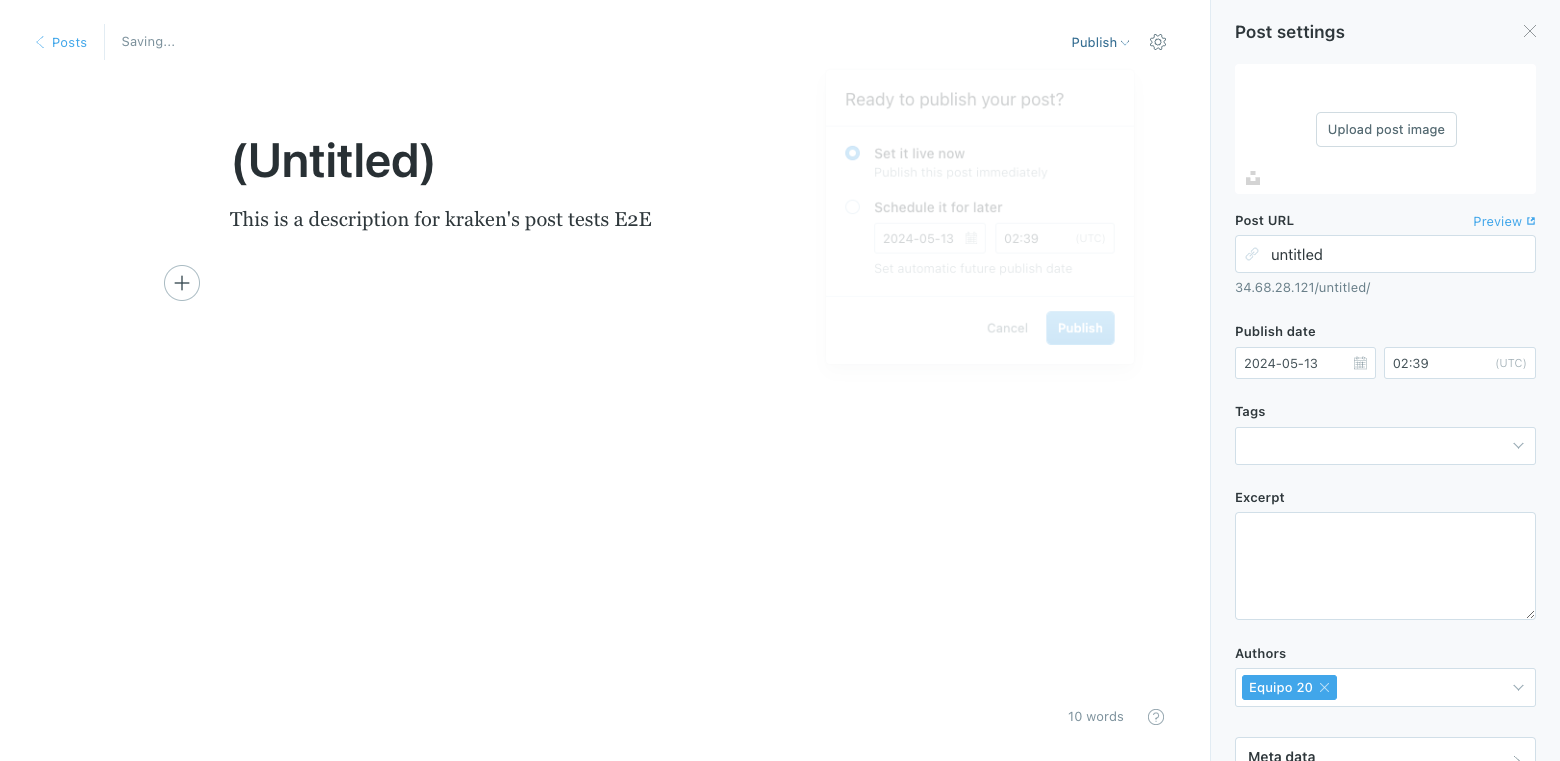 Posts
Saving...
Publish
(Untitled)
This is a description for kraken's post tests E2E
Ready to publish your post?
Set it live now
Publish this post immediately
Schedule it for later
2024-05-13 02:39 (UTC)
Set automatic future publish date
Cancel Publish
10 words
Post settings
Upload post image
Post URL Preview
untitled
34.68.28.121/untitled/
Publish date
2024-05-13 02:39 (UTC)
Tags
Excerpt
Authors
Equipo 20
Meta data